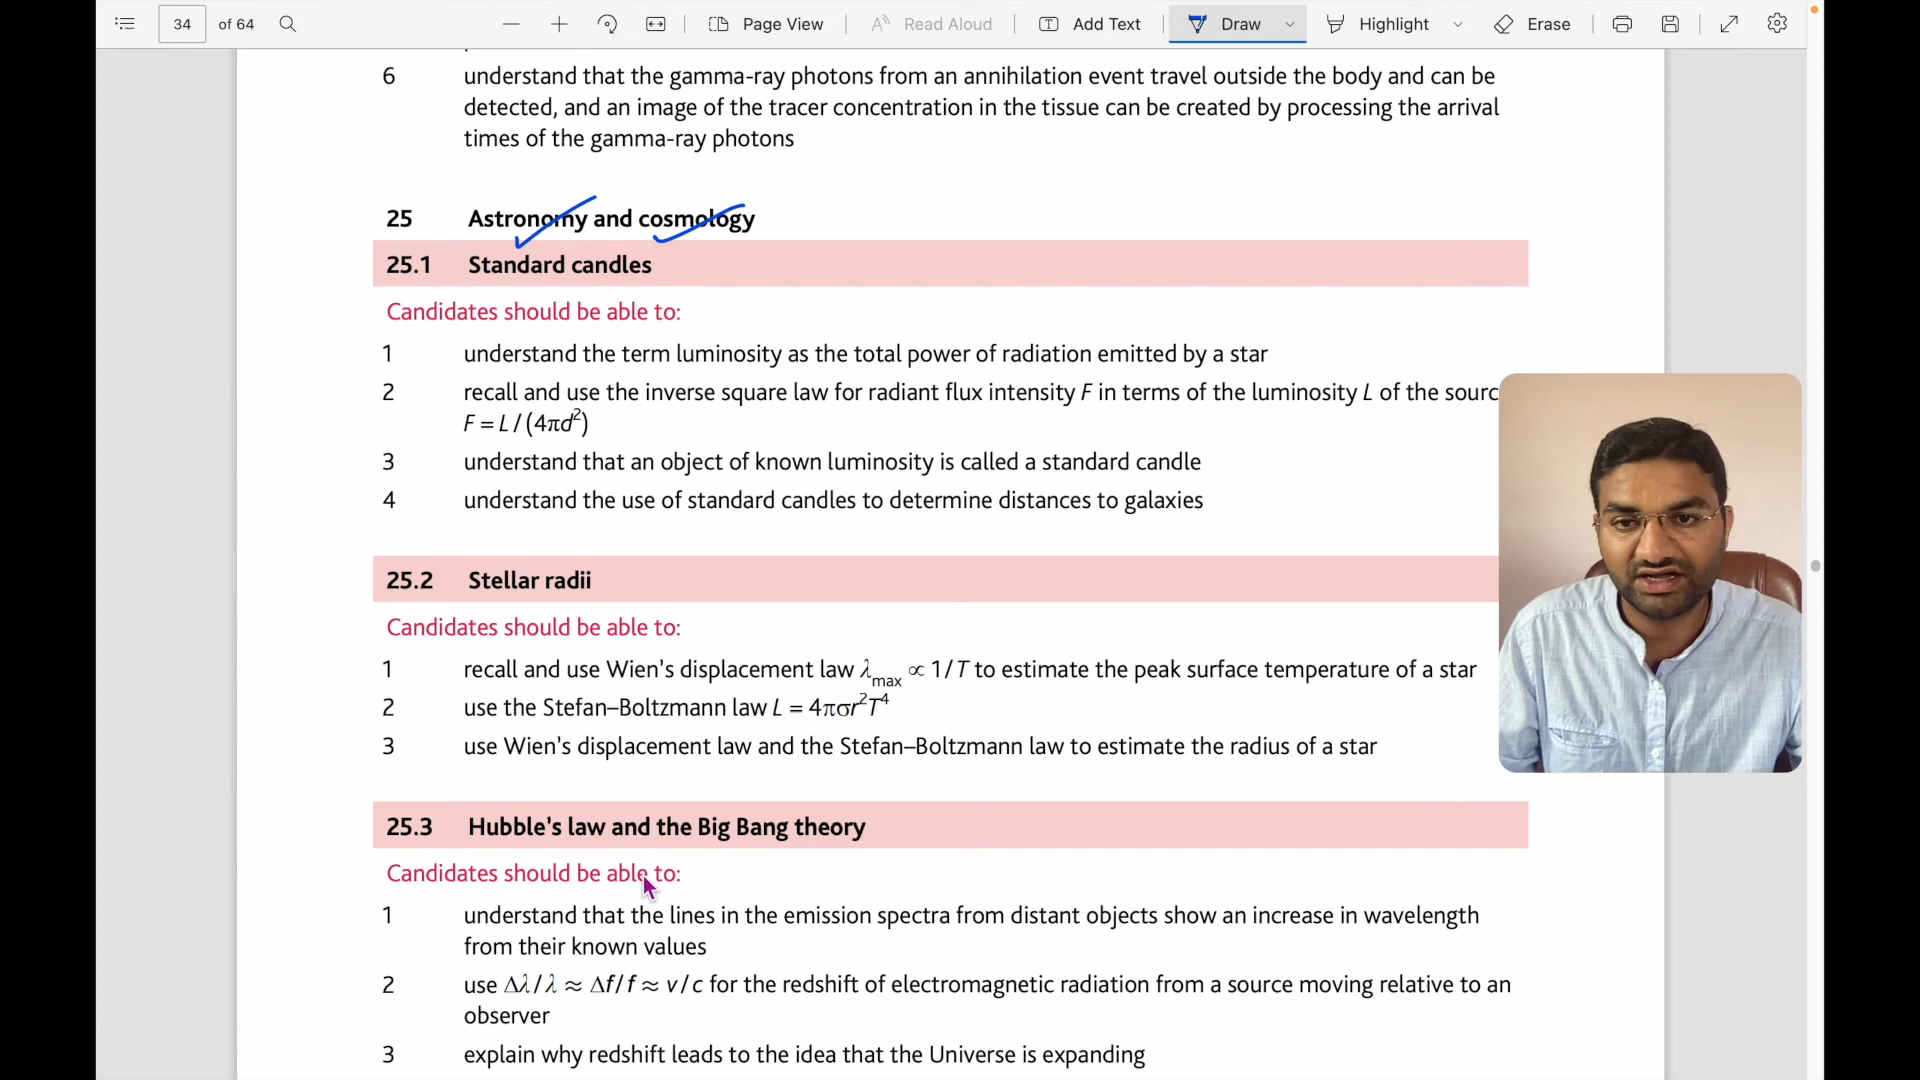 34 of 64 Page View Read Aloud Add Text Draw Highlight Erase
6 understand that the gamma-ray photons from an annihilation event travel outside the body and can be
detected, and an image of the tracer concentration in the tissue can be created by processing the arrival
times of the gamma-ray photons
25 Astronomy and cosmology
25.1 Standard candles
Candidates should be able to:
1 understand the term luminosity as the total power of radiation emitted by a star
2 recall and use the inverse square law for radiant flux intensity F in terms of the luminosity L of the sourc
F = L / (4πd²)
3 understand that an object of known luminosity is called a standard candle
4 understand the use of standard candles to determine distances to galaxies
25.2 Stellar radii
Candidates should be able to:
1 recall and use Wien's displacement law λmax ∝ 1/T to estimate the peak surface temperature of a star
2 use the Stefan–Boltzmann law L = 4πσr²T⁴
3 use Wien's displacement law and the Stefan–Boltzmann law to estimate the radius of a star
25.3 Hubble's law and the Big Bang theory
Candidates should be able to:
1 understand that the lines in the emission spectra from distant objects show an increase in wavelength
from their known values
2 use Δλ/λ ≈ Δf/f ≈ v/c for the redshift of electromagnetic radiation from a source moving relative to an
observer
3 explain why redshift leads to the idea that the Universe is expanding